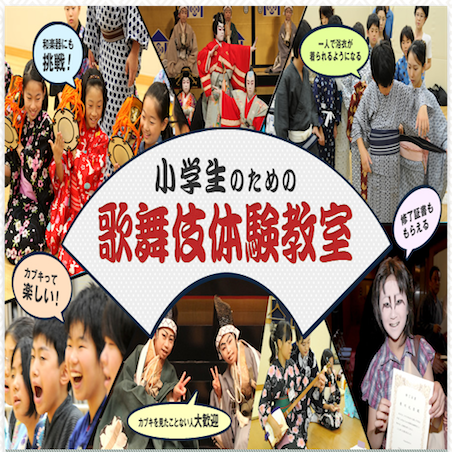 和楽器にも
挑戦！
一人で浴衣が
着られるようになる
小学生のための
歌舞伎体験教室
修了証書も
もらえる
カブキって
楽しい！
カブキを見たことない人大歓迎